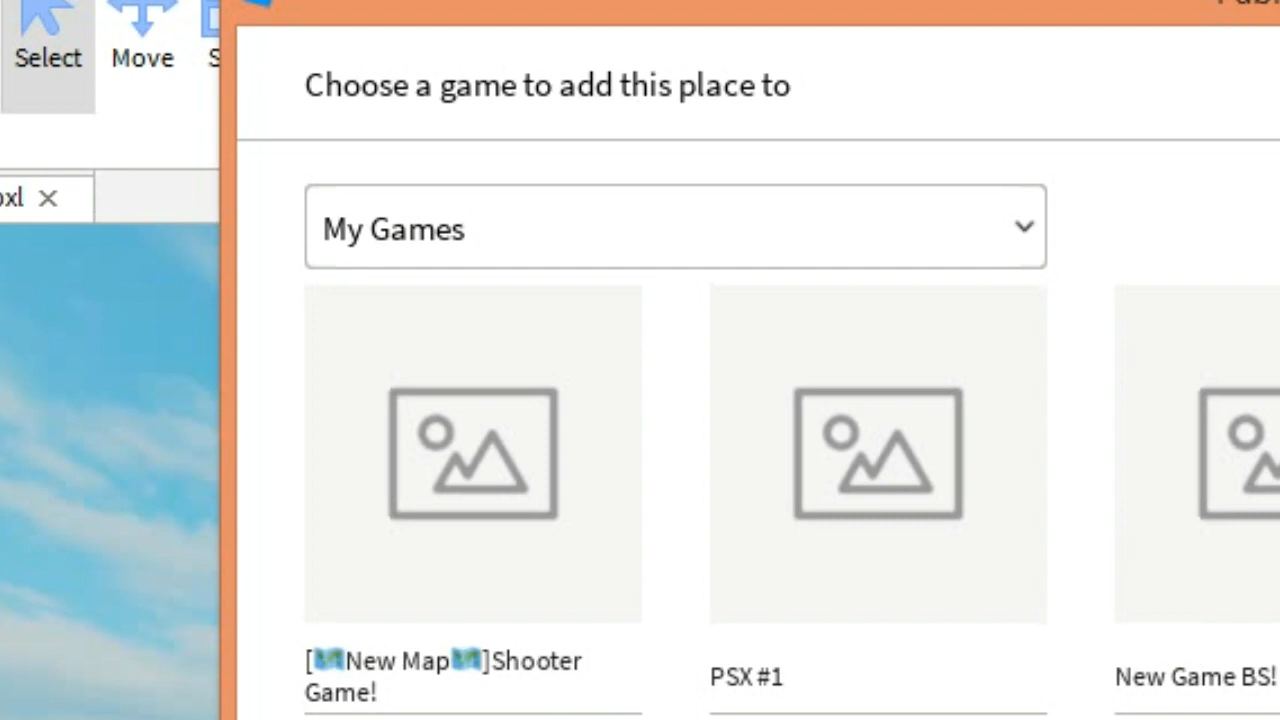 Select Move
Choose a game to add this place to
My Games
[🗺New Map🗺]Shooter
Game!
PSX #1
New Game BS!